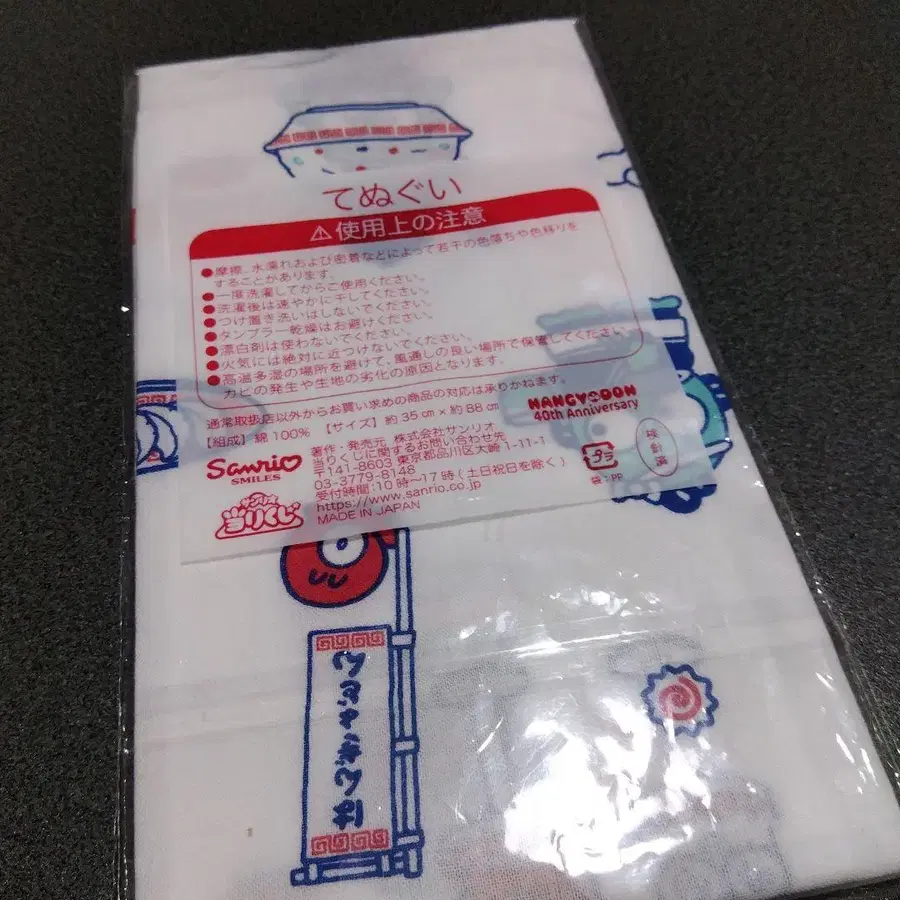 てぬぐい
⚠使用上の注意
●摩擦、水濡れおよび密着などによって若干の色落ちや色移りを
することがあります。
●一度洗濯してからご使用ください。
●洗濯後は速やかに干してください。
●つけ置き洗いはしないでください。
●タンブラー乾燥はお避けください。
●漂白剤は使わないでください。
●火気には絶対に近づけないでください。
●高温多湿の場所を避けて、風通しの良い場所で保管してください。
カビの発生や生地の劣化の原因となります。
通常取扱店以外からお買い求めの商品の対応は承りかねます。
【組成】綿100% 【サイズ】約35cm×約88cm
HANGYODON
40th Anniversary
検針済
Sanrio
SMILES
サンリオ
当りくじ
著作・発売元 株式会社サンリオ
当りくじに関するお問い合わせ先
〒141-8603 東京都品川区大崎1-11-1
03-3779-8148
受付時間:10時〜17時(土日祝日を除く)
https://www.sanrio.co.jp
MADE IN JAPAN
プラ
袋:PP